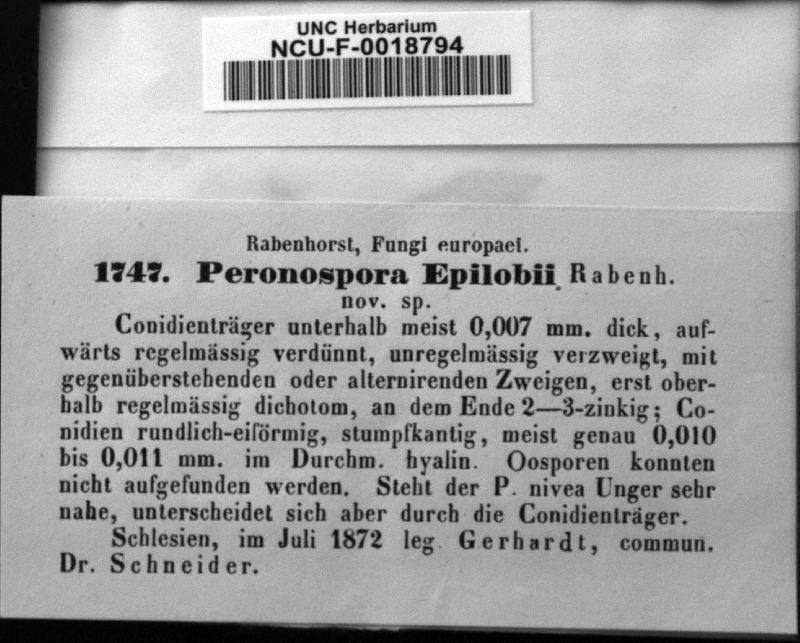 UNC Herbarium
NCU-F-0018794
Rabenhorst, Fungi europaei.
1747. Peronospora Epilobii Rabenh.
nov. sp.
Conidienträger unterhalb meist 0,007 mm. dick, auf-
wärts regelmässig verdünnt, unregelmässig verzweigt, mit
gegenüberstehenden oder alternirenden Zweigen, erst ober-
halb regelmässig dichotom, an dem Ende 2—3-zinkig; Co-
nidien rundlich-eiförmig, stumpfkantig, meist genau 0,010
bis 0,011 mm. im Durchm. hyalin. Oosporen konnten
nicht aufgefunden werden. Steht der P. nivea Unger sehr
nahe, unterscheidet sich aber durch die Conidienträger.
Schlesien, im Juli 1872 leg. Gerhardt, commun.
Dr. Schneider.